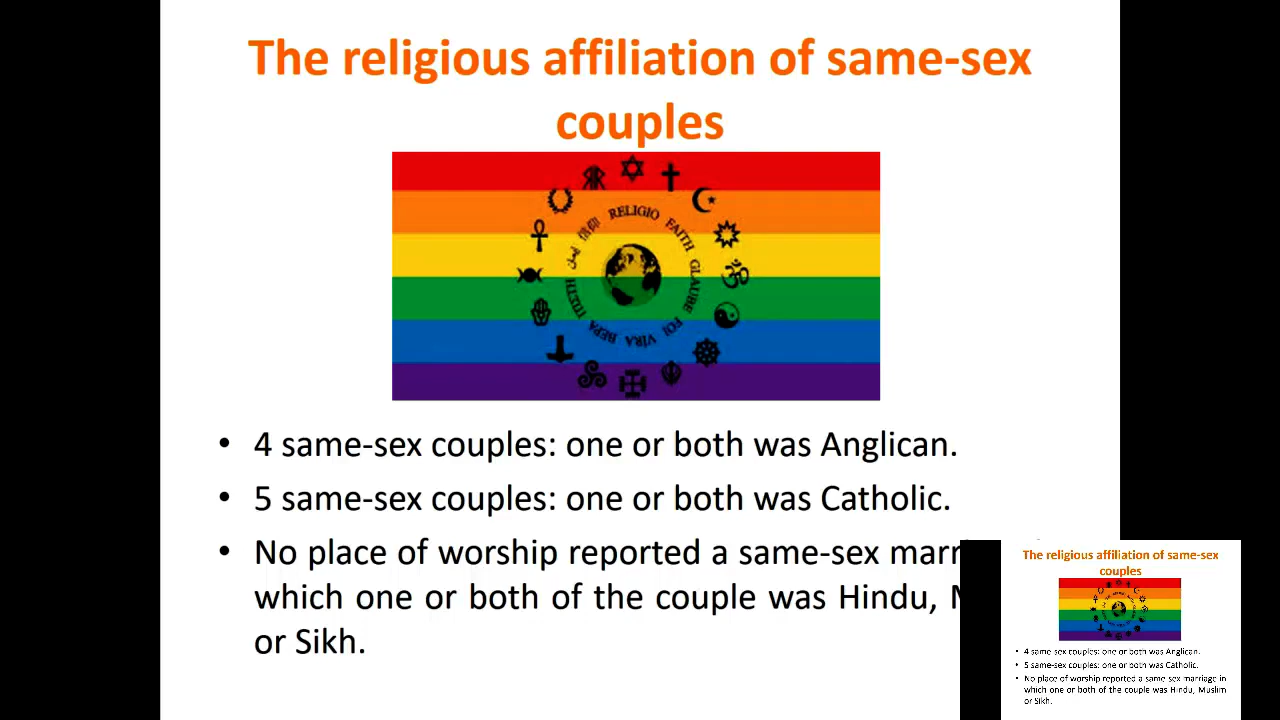 The religious affiliation of same-sex
couples
RELIGIO FAITH GLAUBE FOI VÍRA ВЕРА 信仰
• 4 same-sex couples: one or both was Anglican.
• 5 same-sex couples: one or both was Catholic.
• No place of worship reported a same-sex
which one or both of the couple was Hindu,
or Sikh.
The religious affiliation of same-sex
couples
• 4 same-sex couples: one or both was Anglican.
• 5 same-sex couples: one or both was Catholic.
• No place of worship reported a same-sex marriage in
which one or both of the couple was Hindu, Muslim
or Sikh.